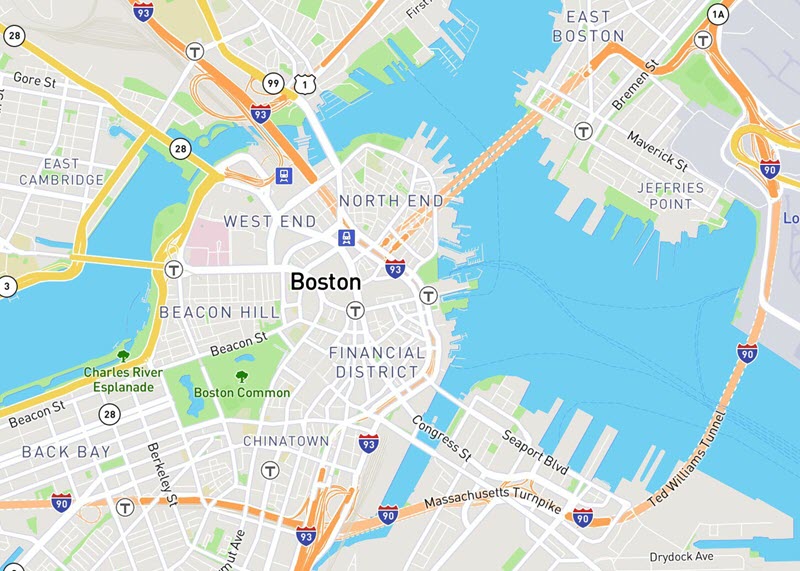 93
1A
28
EAST
BOSTON
T
T
Gore St
99
1
Bremen St
93
T
28
Maverick St
EAST
CAMBRIDGE
90
JEFFRIES
POINT
NORTH END
WEST END
Lo
T
93
Boston
3
T
T
BEACON HILL
Beacon St
FINANCIAL
DISTRICT
90
Charles River
Esplanade
Boston Common
Beacon St
28
Congress St
Seaport Blvd
CHINATOWN
93
BACK BAY
Berkeley St
T
Ted Williams Tunnel
90
T
Massachusetts Turnpike
90
90
93
Drydock Ave
mut Ave